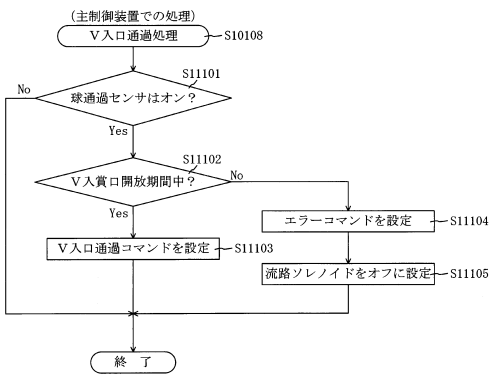 (主制御装置での処理)
V入口通過処理
S10108
S11101
No
球通過センサはオン?
Yes
S11102
V入賞口開放期間中?
No
Yes
エラーコマンドを設定
S11104
V入口通過コマンドを設定
S11103
流路ソレノイドをオフに設定
S11105
終 了